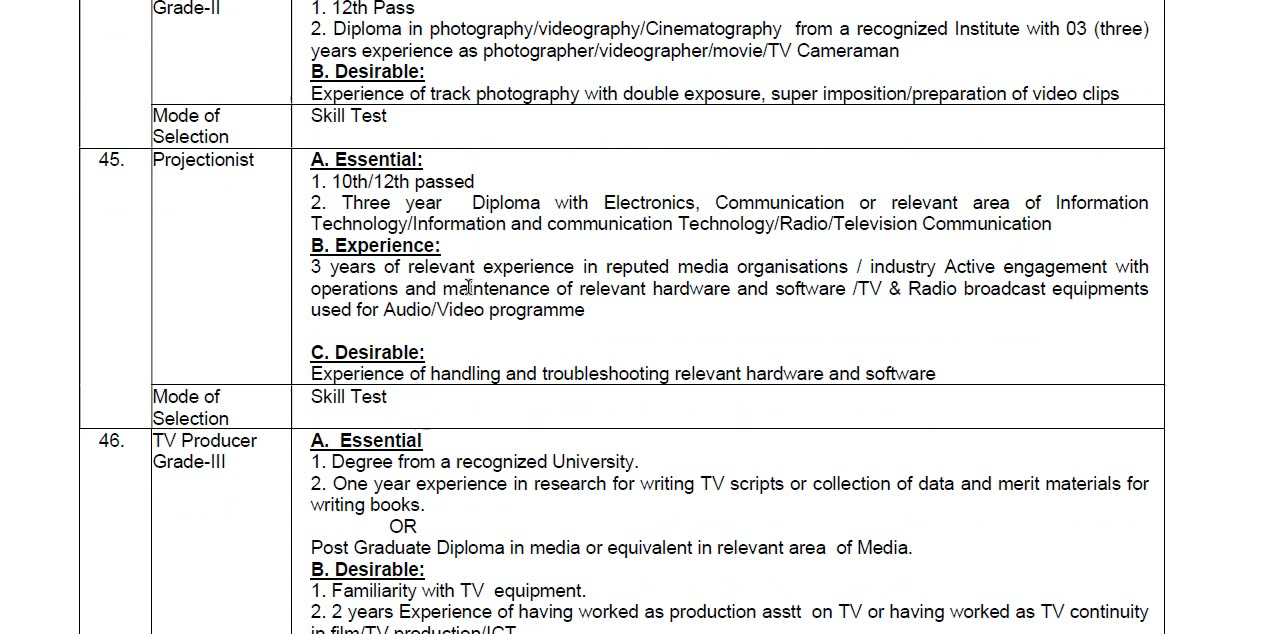 Grade-II
1. 12th Pass
2. Diploma in photography/videography/Cinematography from a recognized Institute with 03 (three)
years experience as photographer/videographer/movie/TV Cameraman
B. Desirable:
Experience of track photography with double exposure, super imposition/preparation of video clips
Mode of
Selection
Skill Test
45.
Projectionist
A. Essential:
1. 10th/12th passed
2. Three year Diploma with Electronics, Communication or relevant area of Information
Technology/Information and communication Technology/Radio/Television Communication
B. Experience:
3 years of relevant experience in reputed media organisations / industry Active engagement with
operations and maintenance of relevant hardware and software /TV & Radio broadcast equipments
used for Audio/Video programme
C. Desirable:
Experience of handling and troubleshooting relevant hardware and software
Mode of
Selection
Skill Test
46.
TV Producer
Grade-III
A. Essential
1. Degree from a recognized University.
2. One year experience in research for writing TV scripts or collection of data and merit materials for
writing books.
OR
Post Graduate Diploma in media or equivalent in relevant area of Media.
B. Desirable:
1. Familiarity with TV equipment.
2. 2 years Experience of having worked as production asstt on TV or having worked as TV continuity
in film/TV production/ICT